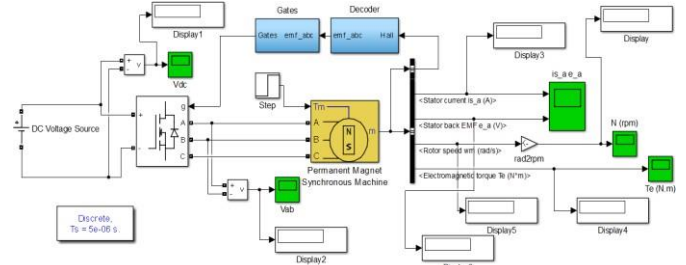 Gates
Decoder
Display1
Display
Display3
Gates emf_abc
emf_abc Hall
Vdc
is_a e_a
Step
<Stator current is_a (A)>
DC Voltage Source
g
Tm
A
B
C
A
B
C
m
N
S
<Stator back EMF e_a (V)>
N (rpm)
<Rotor speed wm (rad/s)>
rad2rpm
Permanent Magnet
Synchronous Machine
<Electromagnetic torque Te (N*m)>
Te (N.m)
Vab
Discrete,
Ts = 5e-06 s.
Display2
Display5
Display4